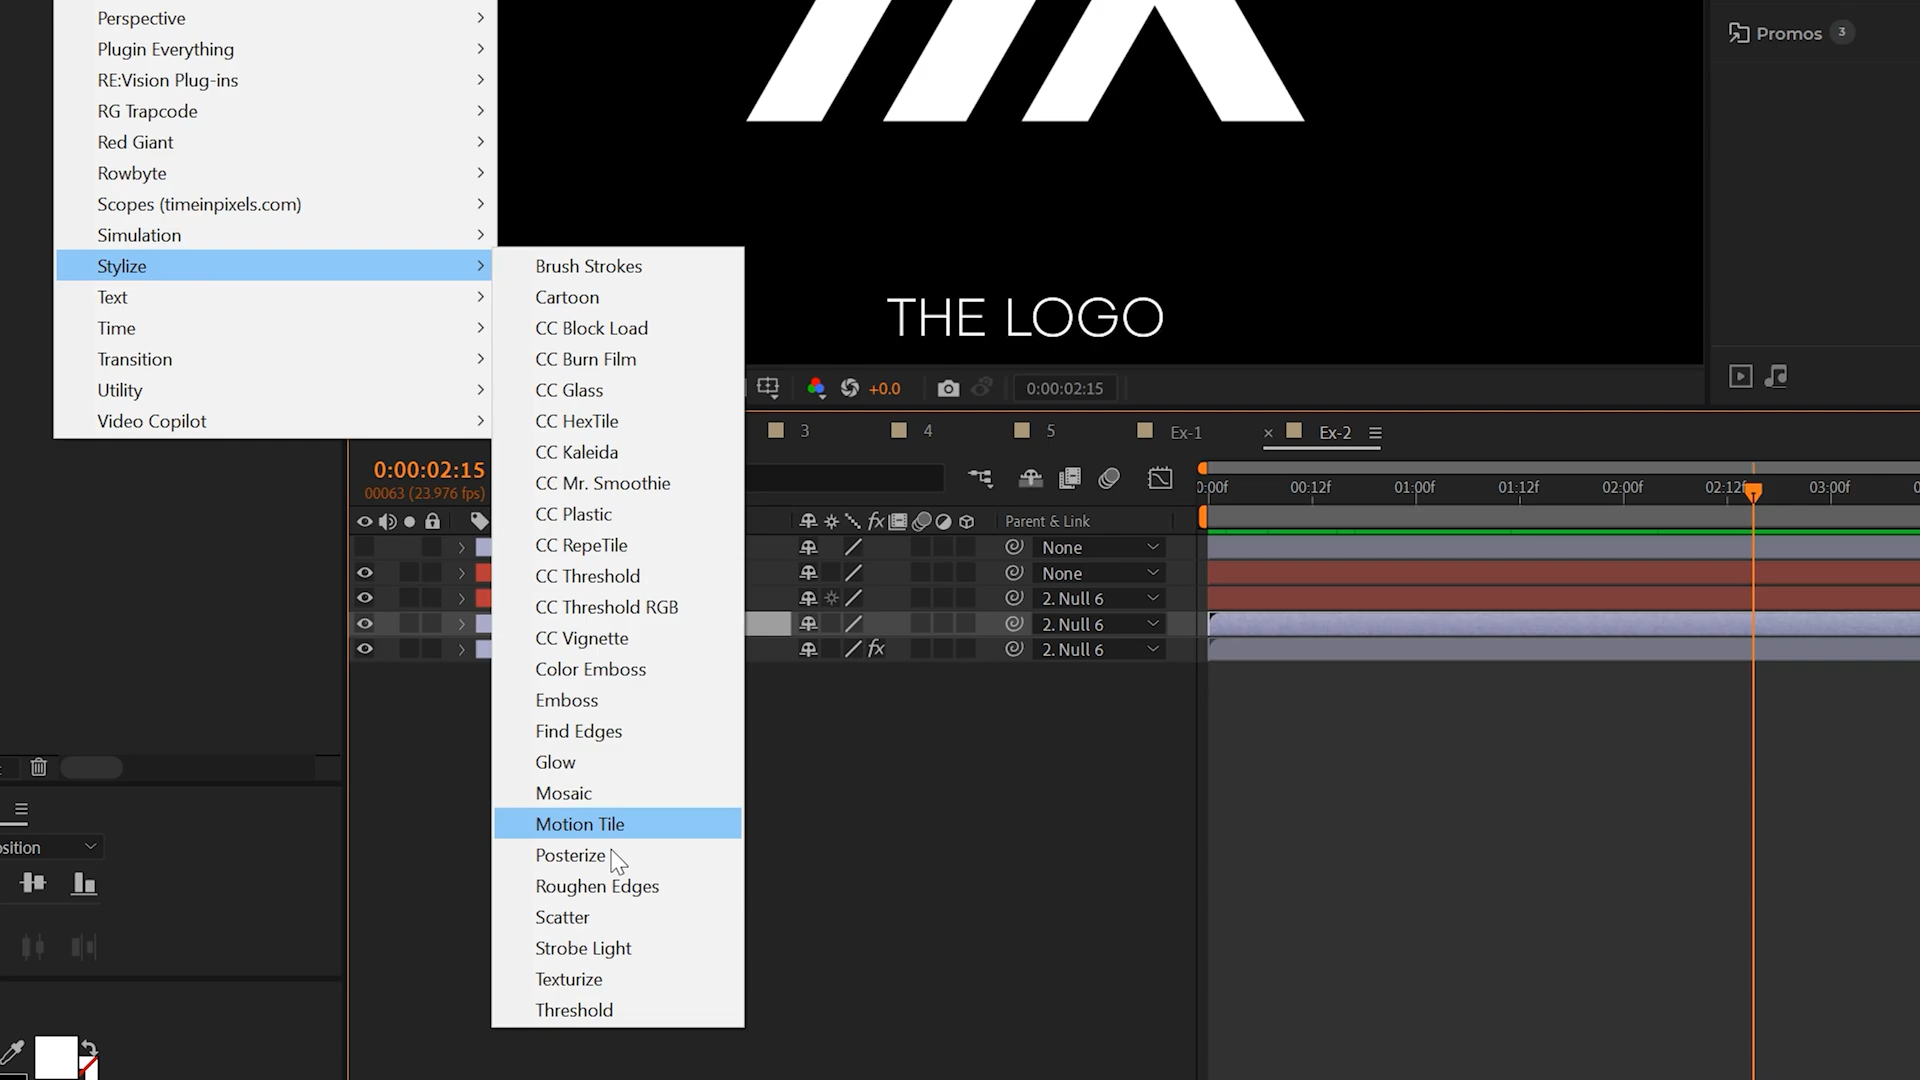 Perspective
Plugin Everything
RE:Vision Plug-ins
RG Trapcode
Red Giant
Rowbyte
Scopes (timeinpixels.com)
Simulation
Stylize
Text
Time
Transition
Utility
Video Copilot
Brush Strokes
Cartoon
CC Block Load
CC Burn Film
CC Glass
CC HexTile
CC Kaleida
CC Mr. Smoothie
CC Plastic
CC RepeTile
CC Threshold
CC Threshold RGB
CC Vignette
Color Emboss
Emboss
Find Edges
Glow
Mosaic
Motion Tile
Posterize
Roughen Edges
Scatter
Strobe Light
Texturize
Threshold
THE LOGO
Promos 3
+0.0 0:00:02:15
3 4 5 Ex-1 × Ex-2
0:00:02:15
00063 (23.976 fps)
0:00f 00:12f 01:00f 01:12f 02:00f 02:12f 03:00f
fx Parent & Link
None
None
2. Null 6
2. Null 6
fx 2. Null 6